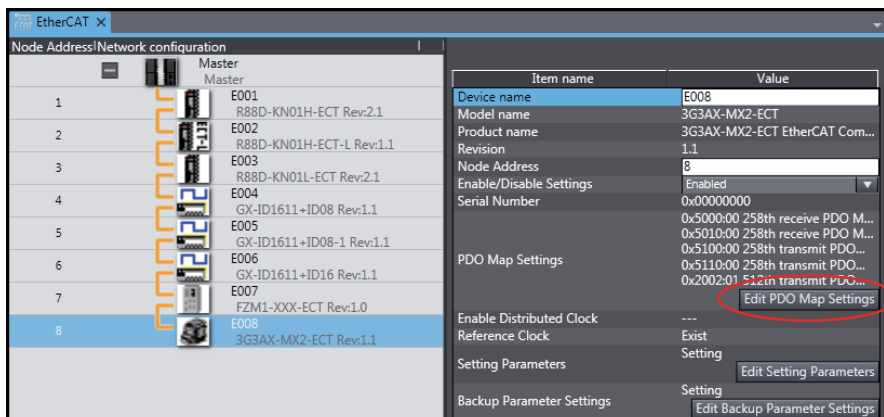 EtherCAT
Node Address Network configuration
Master
Master
1
E001
R88D-KN01H-ECT Rev:2.1
2
E002
R88D-KN01H-ECT-L Rev:1.1
3
E003
R88D-KN01L-ECT Rev:2.1
4
E004
GX-ID1611+ID08 Rev:1.1
5
E005
GX-ID1611+ID08-1 Rev:1.1
6
E006
GX-ID1611+ID16 Rev:1.1
7
E007
FZM1-XXX-ECT Rev:1.0
8
E008
3G3AX-MX2-ECT Rev:1.1
ECT-L
Item name Value
Device name E008
Model name 3G3AX-MX2-ECT
Product name 3G3AX-MX2-ECT EtherCAT Com...
Revision 1.1
Node Address 8
Enable/Disable Settings Enabled
Serial Number 0x00000000
PDO Map Settings
0x5000:00 258th receive PDO M...
0x5010:00 258th receive PDO M...
0x5100:00 258th transmit PDO...
0x5110:00 258th transmit PDO...
0x2002:01 512th transmit PDO...
Edit PDO Map Settings
Enable Distributed Clock ---
Reference Clock Exist
Setting Parameters Setting
Edit Setting Parameters
Backup Parameter Settings Setting
Edit Backup Parameter Settings